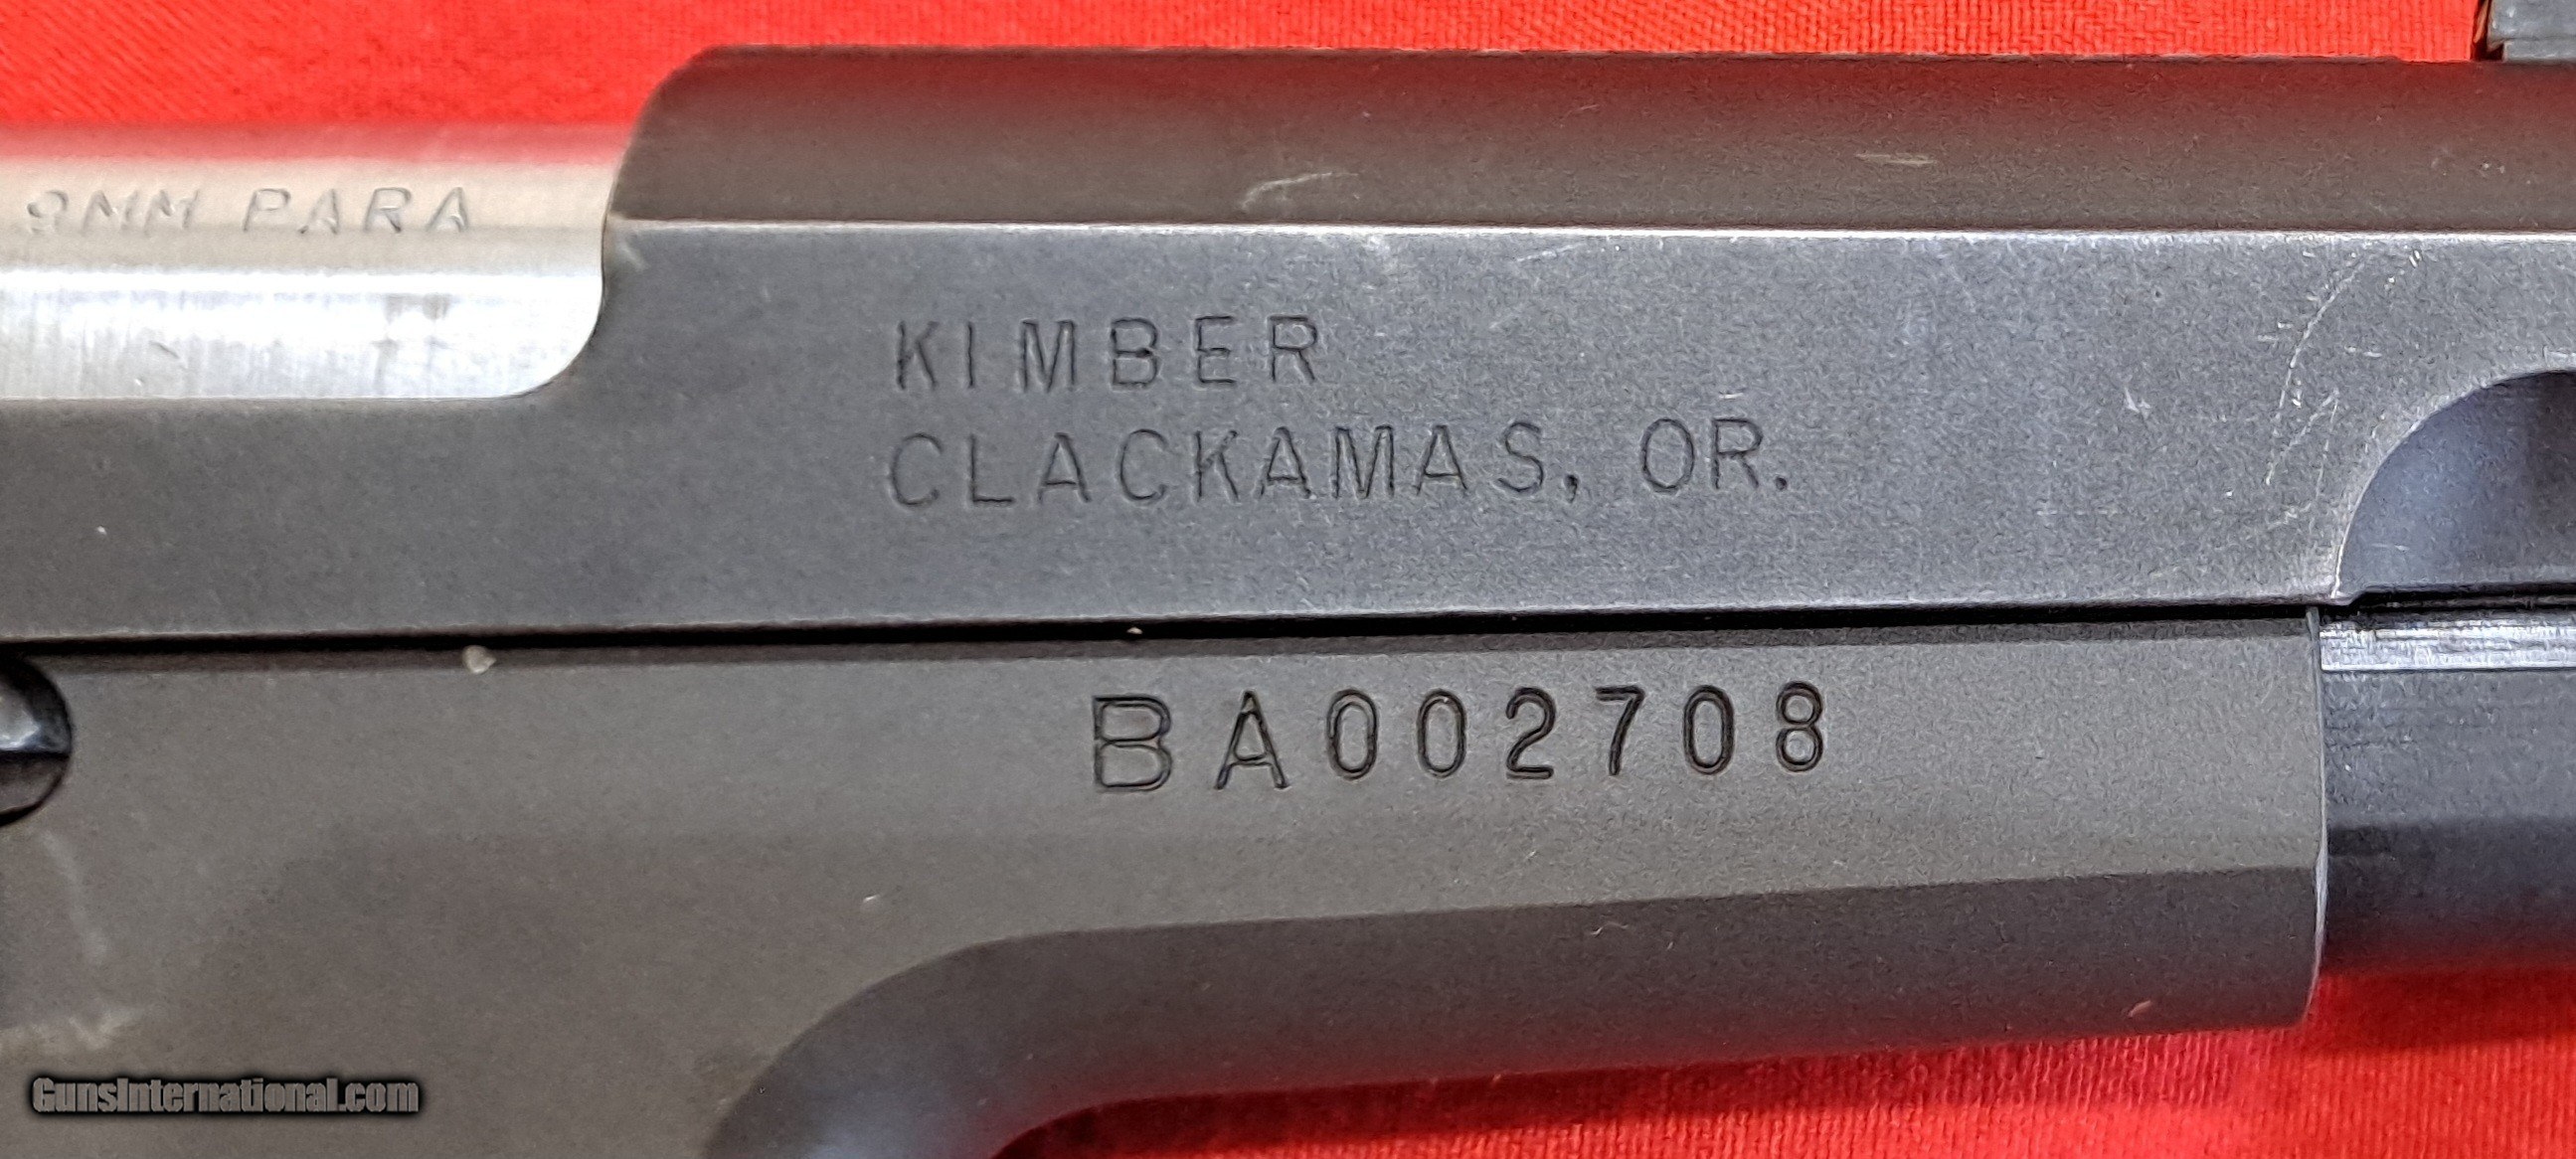 9MM PARA
KIMBER
CLACKAMAS, OR.
BA002708
GunsInternational.com